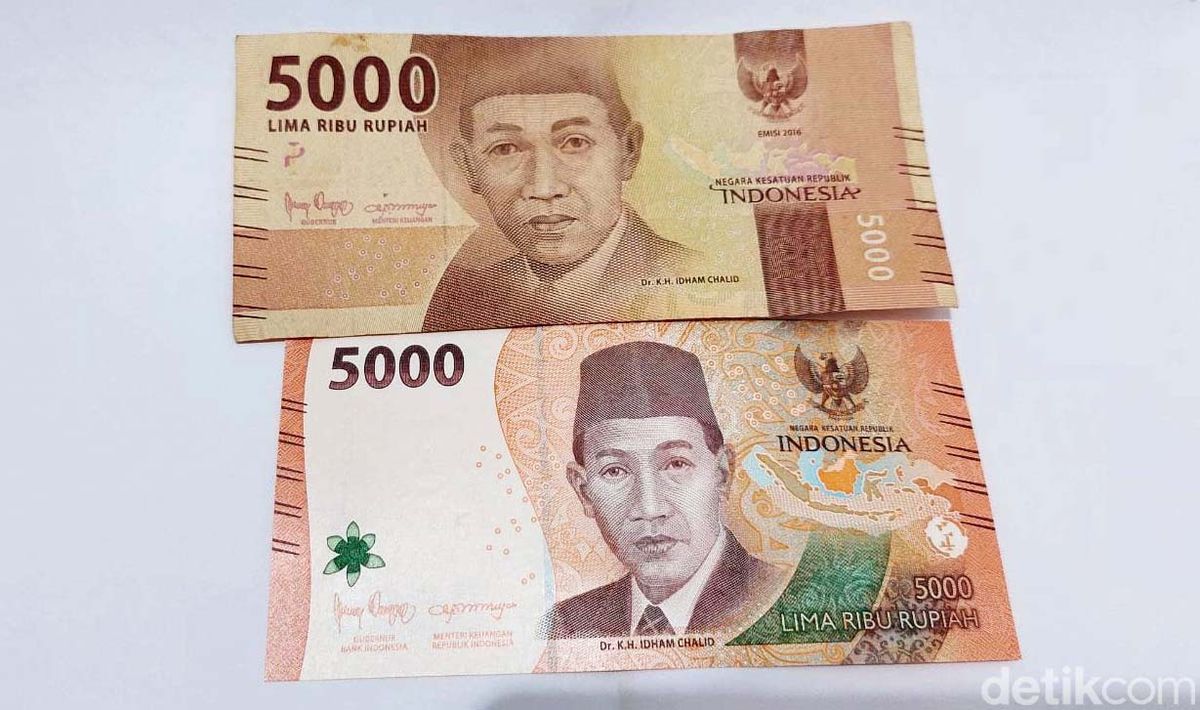 5000
LIMA RIBU RUPIAH
GUBERNUR
MENTERI KEUANGAN
EMISI 2016
NEGARA KESATUAN REPUBLIK
INDONESIA
5000
Dr. K.H. IDHAM CHALID
5000
GUBERNUR
BANK INDONESIA
MENTERI KEUANGAN
REPUBLIK INDONESIA
NEGARA KESATUAN REPUBLIK
INDONESIA
5000
LIMA RIBU RUPIAH
Dr. K.H. IDHAM CHALID
detikcom